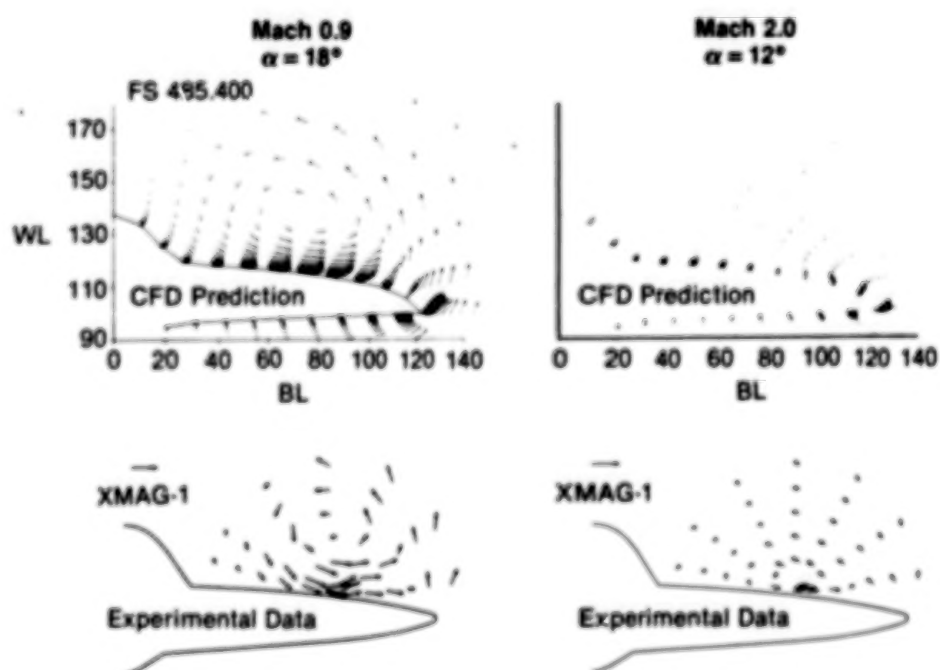 Mach 0.9
α = 18°
FS 495.400
170
150
WL
130
110
90
CFD Prediction
0 20 40 60 80 100 120 140
BL
Mach 2.0
α = 12°
CFD Prediction
0 20 40 60 80 100 120 140
BL
XMAG-1
Experimental Data
XMAG-1
Experimental Data